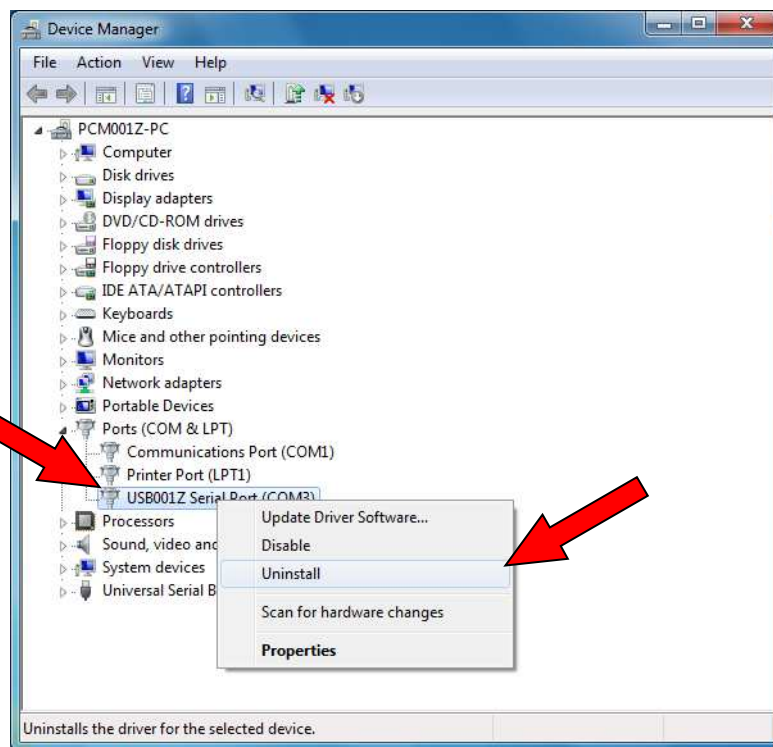 Device Manager
File Action View Help
PCM001Z-PC
Computer
Disk drives
Display adapters
DVD/CD-ROM drives
Floppy disk drives
Floppy drive controllers
IDE ATA/ATAPI controllers
Keyboards
Mice and other pointing devices
Monitors
Network adapters
Portable Devices
Ports (COM & LPT)
Communications Port (COM1)
Printer Port (LPT1)
USB001Z Serial Port (COM3)
Processors
Sound, video and
System devices
Universal Serial B
Update Driver Software...
Disable
Uninstall
Scan for hardware changes
Properties
Uninstalls the driver for the selected device.